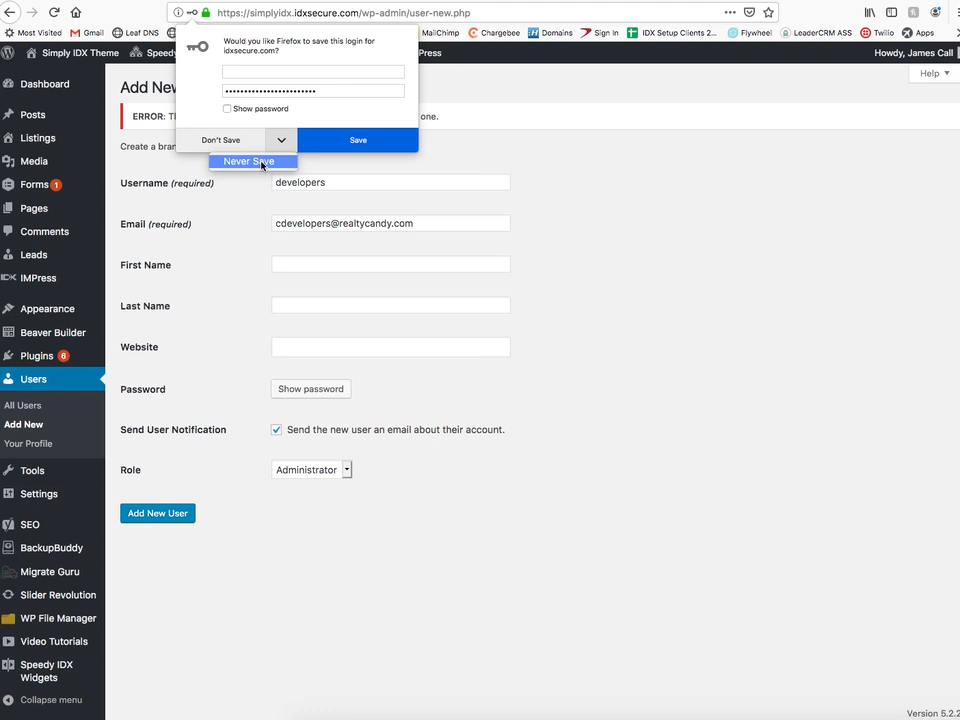 https://simplyidx.idxsecure.com/wp-admin/user-new.php
Most Visited
Gmail
Leaf DNS
MailChimp
Chargebee
Domains
Sign in
IDX Setup Clients 2...
Flywheel
LeaderCRM ASS
Twilio
Apps
Simply IDX Theme
Speedy
Press
Howdy, James Call
Would you like Firefox to save this login for
idxsecure.com?
•••••••••••••••••••••••
Show password
Don't Save
Save
Never Save
Help
Dashboard
Posts
Listings
Media
Forms 1
Pages
Comments
Leads
IDX IMPress
Appearance
Beaver Builder
Plugins 6
Users
All Users
Add New
Your Profile
Tools
Settings
SEO
BackupBuddy
Migrate Guru
Slider Revolution
WP File Manager
Video Tutorials
Speedy IDX
Widgets
Collapse menu
Add New
ERROR: one.
Create a bran
Username (required)
developers
Email (required)
cdevelopers@realtycandy.com
First Name
Last Name
Website
Password
Show password
Send User Notification
Send the new user an email about their account.
Role
Administrator
Add New User
Version 5.2.2